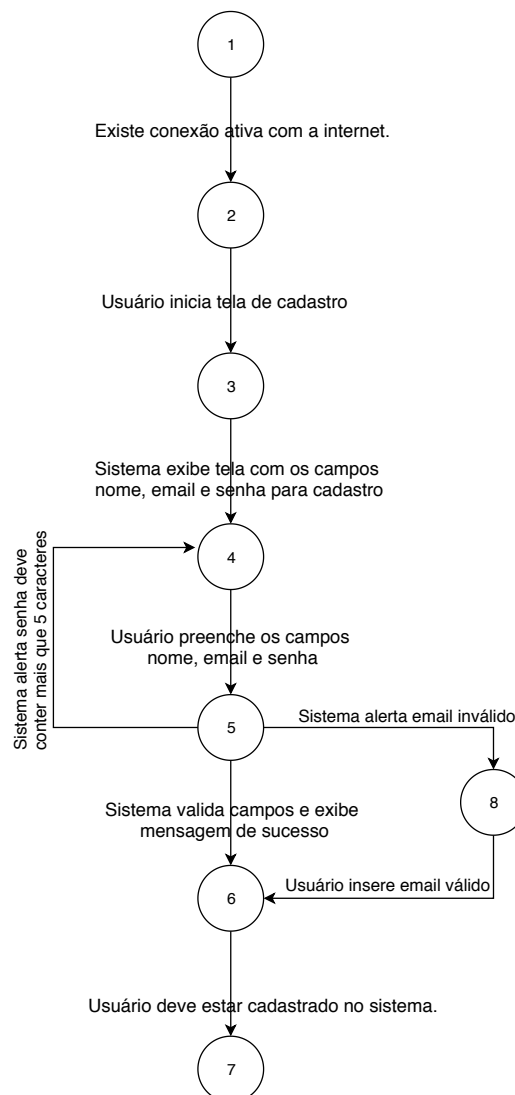 1
Existe conexão ativa com a internet.
2
Usuário inicia tela de cadastro
3
Sistema exibe tela com os campos
nome, email e senha para cadastro
4
Sistema alerta senha deve
conter mais que 5 caracteres
Usuário preenche os campos
nome, email e senha
5
Sistema alerta email inválido
8
Sistema valida campos e exibe
mensagem de sucesso
Usuário insere email válido
6
Usuário deve estar cadastrado no sistema.
7